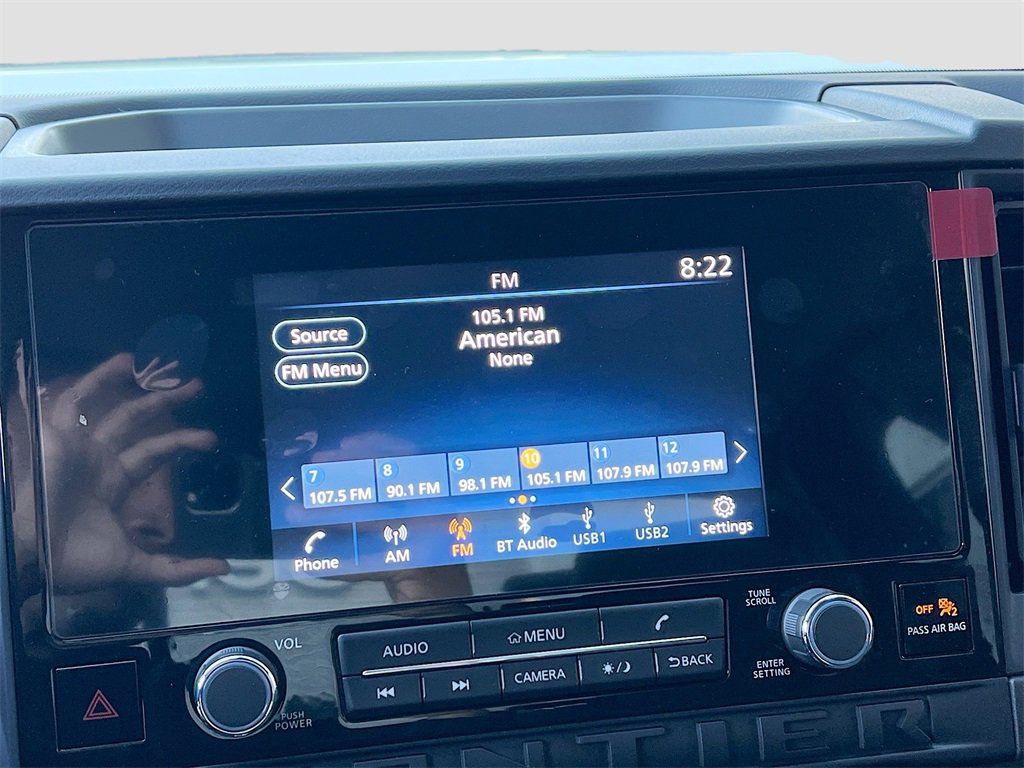 FM
8:22
Source
105.1 FM
American
None
FM Menu
7
107.5 FM
8
90.1 FM
9
98.1 FM
10
105.1 FM
11
107.9 FM
12
107.9 FM
Phone
AM
FM
BT Audio
USB1
USB2
Settings
VOL
PUSH
POWER
AUDIO
MENU
CAMERA
BACK
TUNE
SCROLL
ENTER
SETTING
OFF
2
PASS AIR BAG
NTIER